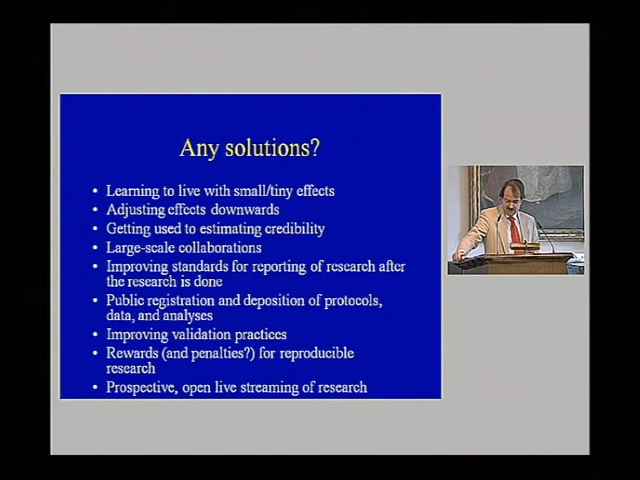 Any solutions?
• Learning to live with small/tiny effects
• Adjusting effects downwards
• Getting used to estimating credibility
• Large-scale collaborations
• Improving standards for reporting of research after
the research is done
• Public registration and deposition of protocols,
data, and analyses
• Improving validation practices
• Rewards (and penalties?) for reproducible
research
• Prospective, open live streaming of research